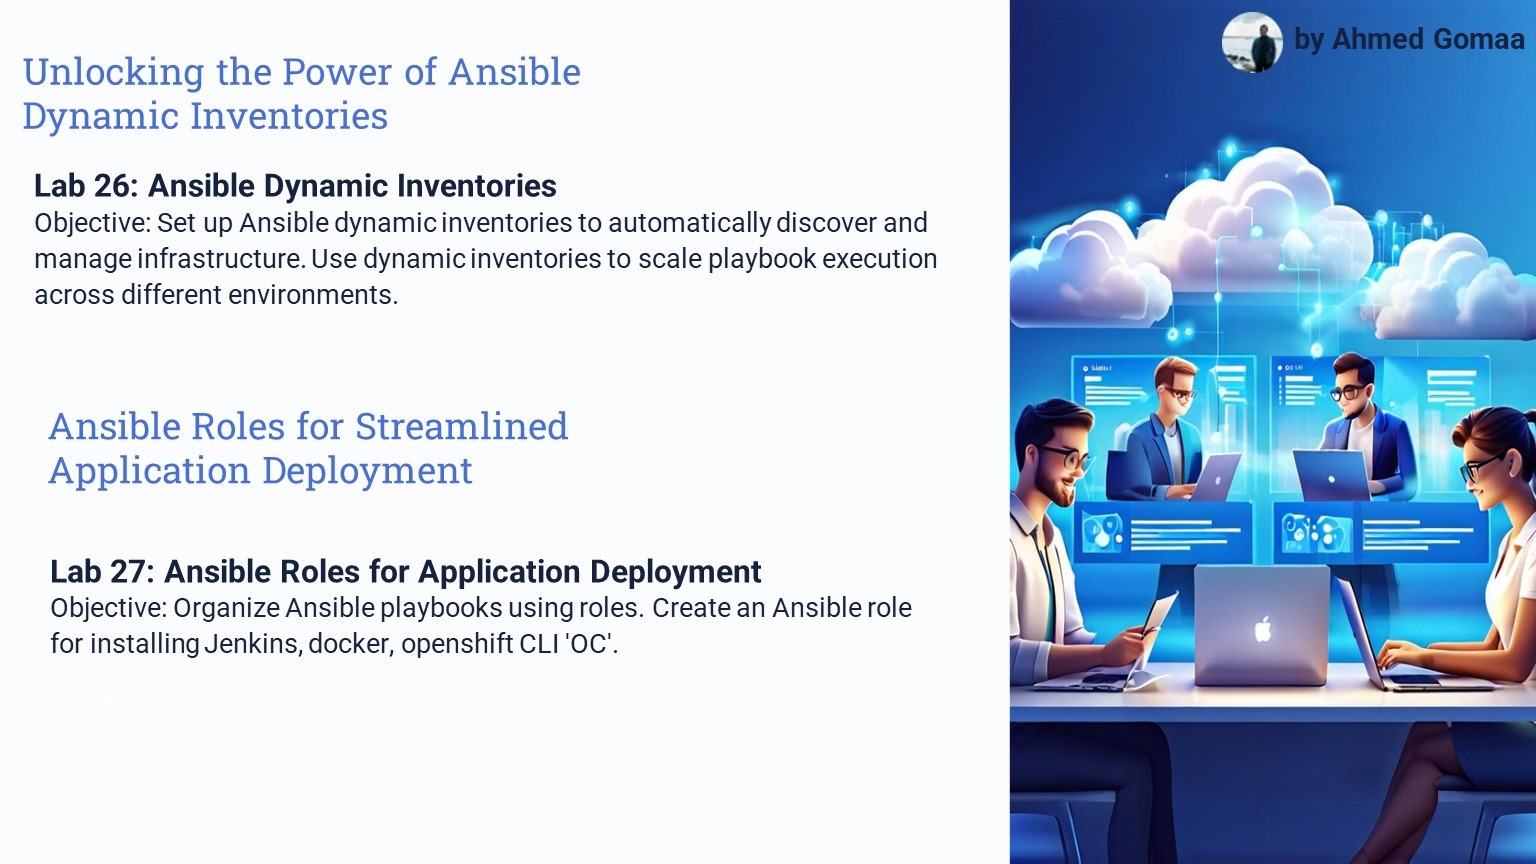 by Ahmed Gomaa
Unlocking the Power of Ansible
Dynamic Inventories
Lab 26: Ansible Dynamic Inventories
Objective: Set up Ansible dynamic inventories to automatically discover and
manage infrastructure. Use dynamic inventories to scale playbook execution
across different environments.
Ansible Roles for Streamlined
Application Deployment
Lab 27: Ansible Roles for Application Deployment
Objective: Organize Ansible playbooks using roles. Create an Ansible role
for installing Jenkins, docker, openshift CLI 'OC'.